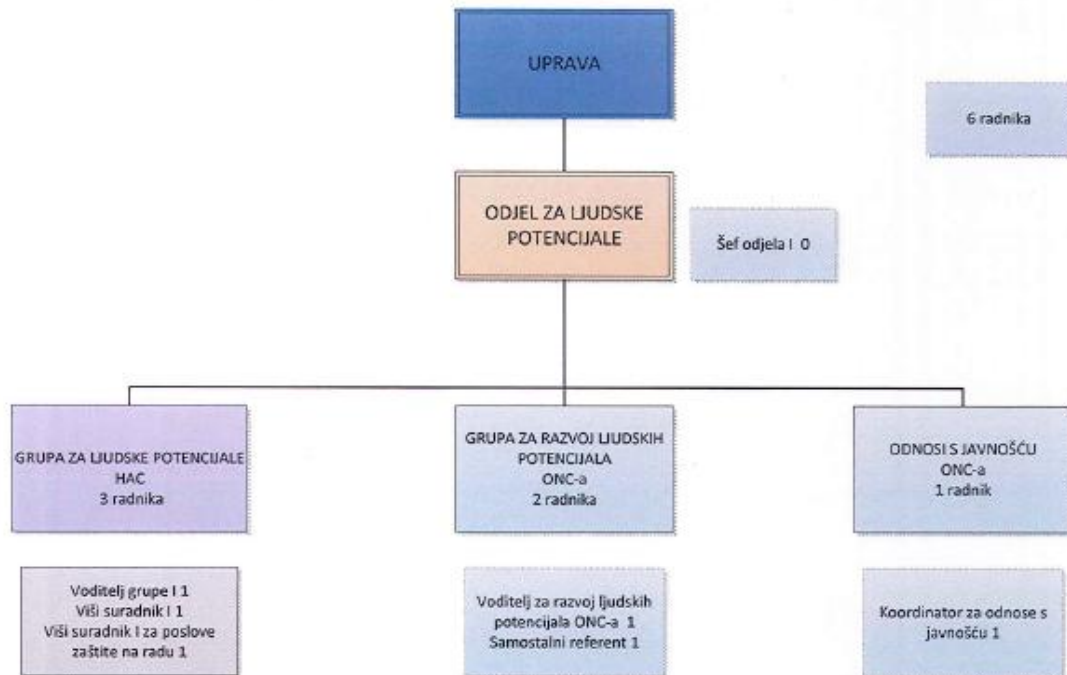 UPRAVA
6 radnika
ODJEL ZA LJUDSKE
POTENCIJALE
Šef odjela I 0
GRUPA ZA LJUDSKE POTENCIJALE
HAC
3 radnika
GRUPA ZA RAZVOJ LJUDSKIH
POTENCIJALA
ONC-a
2 radnika
ODNOSI S JAVNOŠĆU
ONC-a
1 radnik
Voditelj grupe I 1
Viši suradnik I 1
Viši suradnik I za poslove
zaštite na radu 1
Voditelj za razvoj ljudskih
potencijala ONC-a 1
Samostalni referent 1
Koordinator za odnose s
javnošću 1